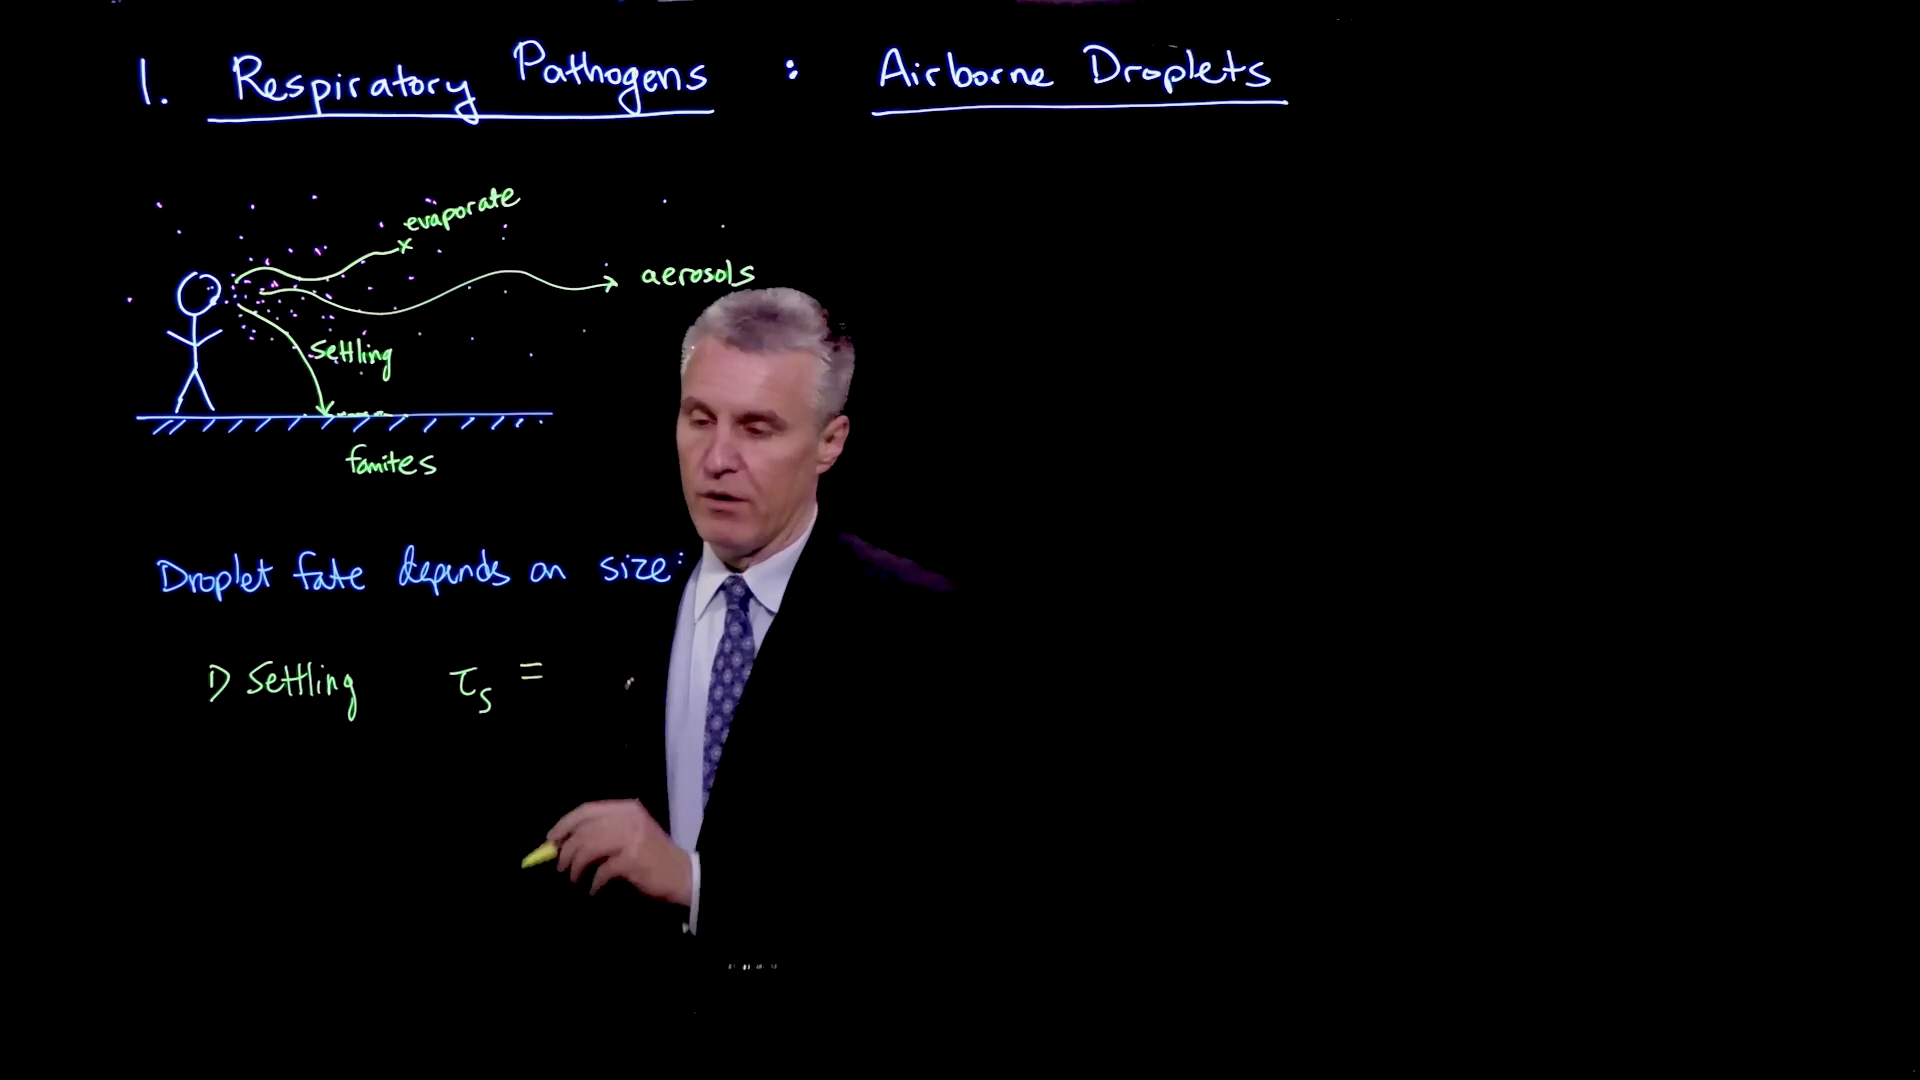 1. Respiratory Pathogens : Airborne Droplets
evaporate
aerosols
settling
fomites
Droplet fate depends on size:
1) Settling τs =